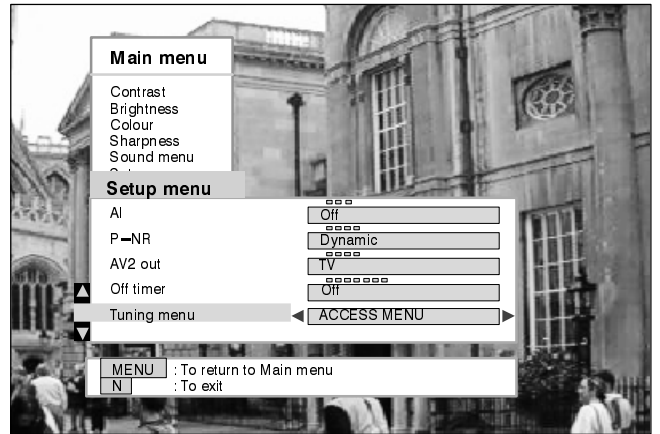 Main menu
Contrast
Brightness
Colour
Sharpness
Sound menu
Setup menu
AI Off
P-NR Dynamic
AV2 out TV
Off timer Off
Tuning menu ACCESS MENU
MENU : To return to Main menu
N : To exit